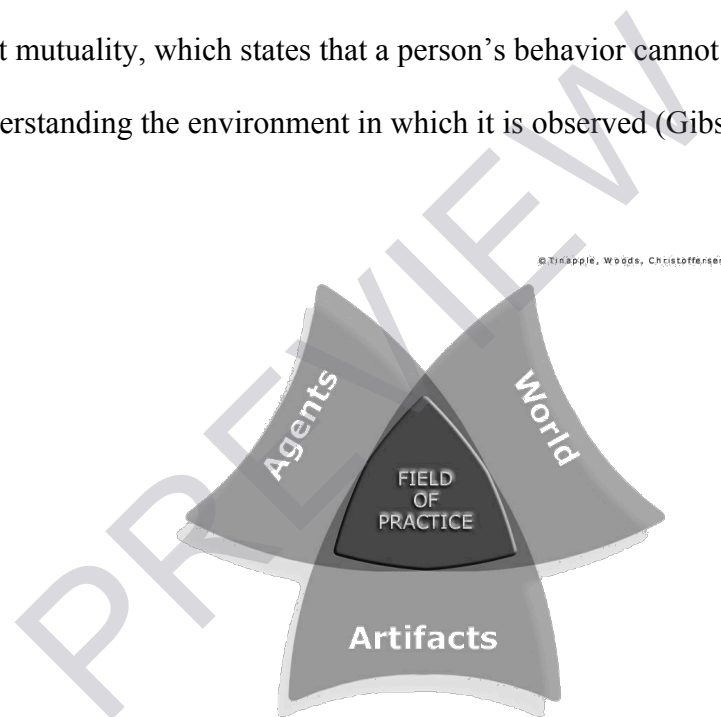 t mutuality, which states that a person’s behavior cannot
erstanding the environment in which it is observed (Gibs
© Tinapple, Woods, Christoffersen
Agents
World
FIELD
OF
PRACTICE
Artifacts
PREVIEW